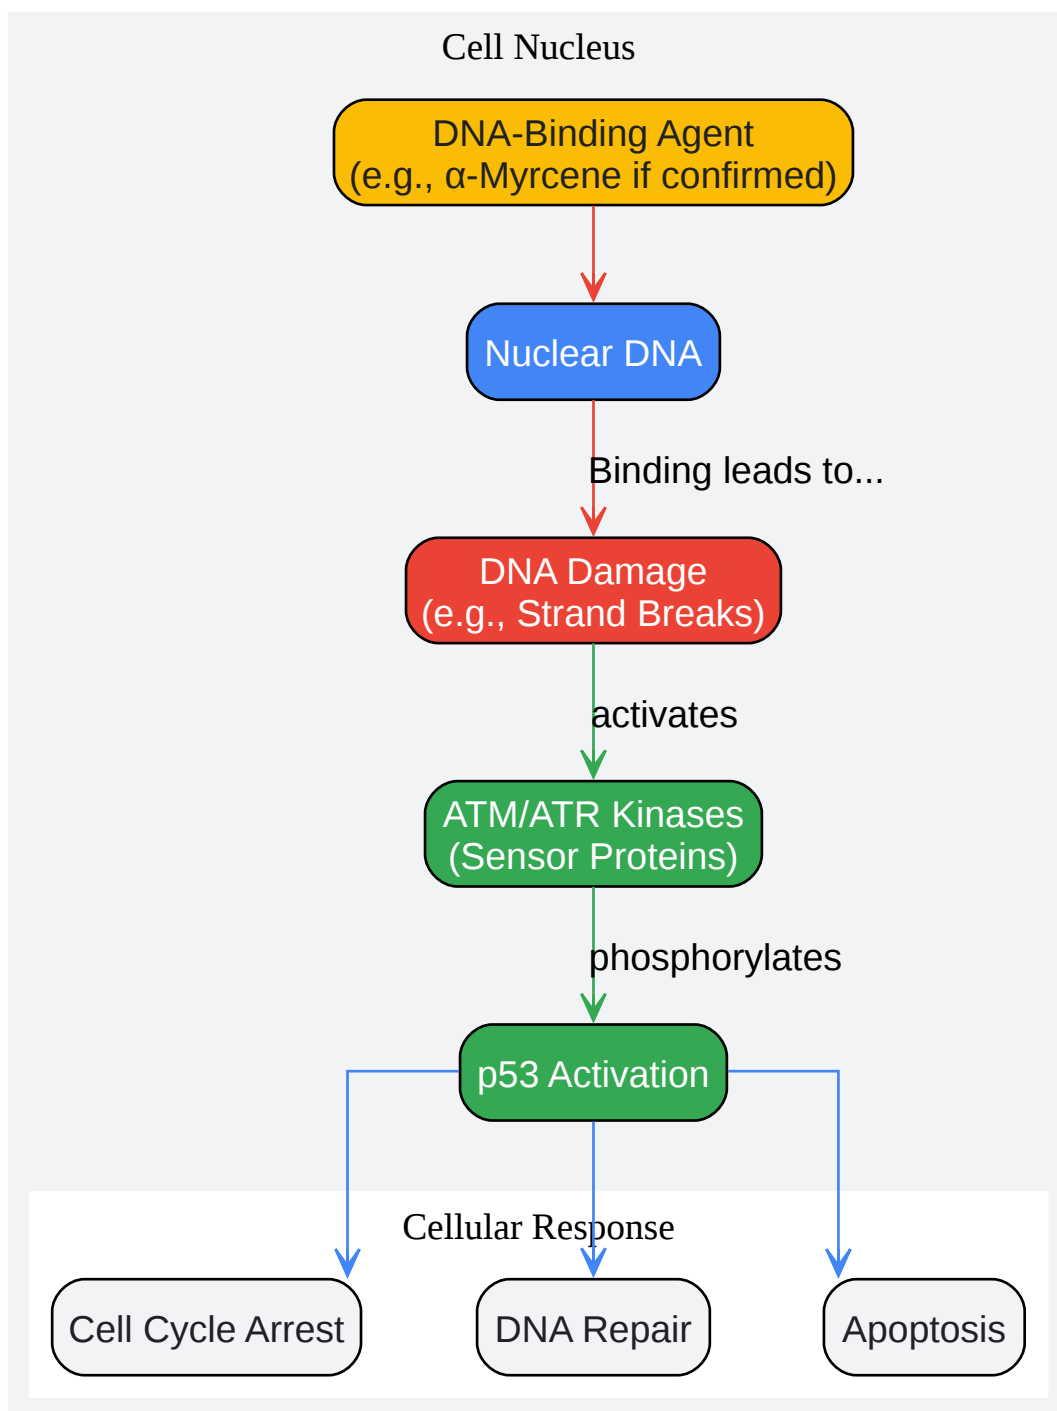 Cell Nucleus
DNA-Binding Agent
(e.g., α-Myrcene if confirmed)
Nuclear DNA
Binding leads to...
DNA Damage
(e.g., Strand Breaks)
activates
ATM/ATR Kinases
(Sensor Proteins)
phosphorylates
p53 Activation
Cellular Response
Cell Cycle Arrest
DNA Repair
Apoptosis